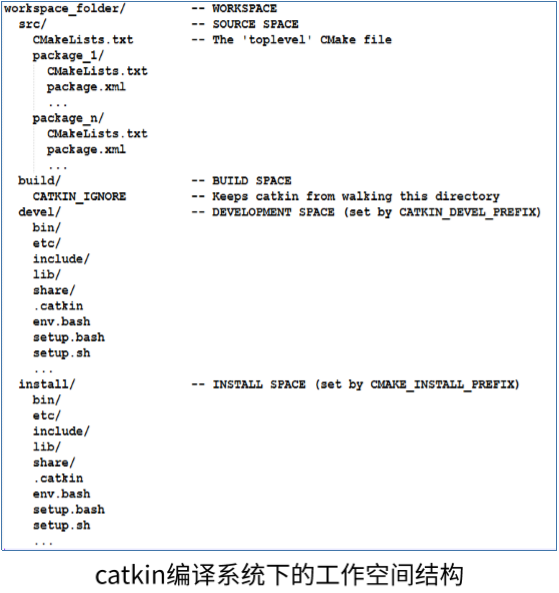 workspace_folder/ -- WORKSPACE
src/ -- SOURCE SPACE
CMakeLists.txt -- The 'toplevel' CMake file
package_1/
CMakeLists.txt
package.xml
...
package_n/
CMakeLists.txt
package.xml
...
build/ -- BUILD SPACE
CATKIN_IGNORE -- Keeps catkin from walking this directory
devel/ -- DEVELOPMENT SPACE (set by CATKIN_DEVEL_PREFIX)
bin/
etc/
include/
lib/
share/
.catkin
env.bash
setup.bash
setup.sh
...
install/ -- INSTALL SPACE (set by CMAKE_INSTALL_PREFIX)
bin/
etc/
include/
lib/
share/
.catkin
env.bash
setup.bash
setup.sh
...
catkin编译系统下的工作空间结构